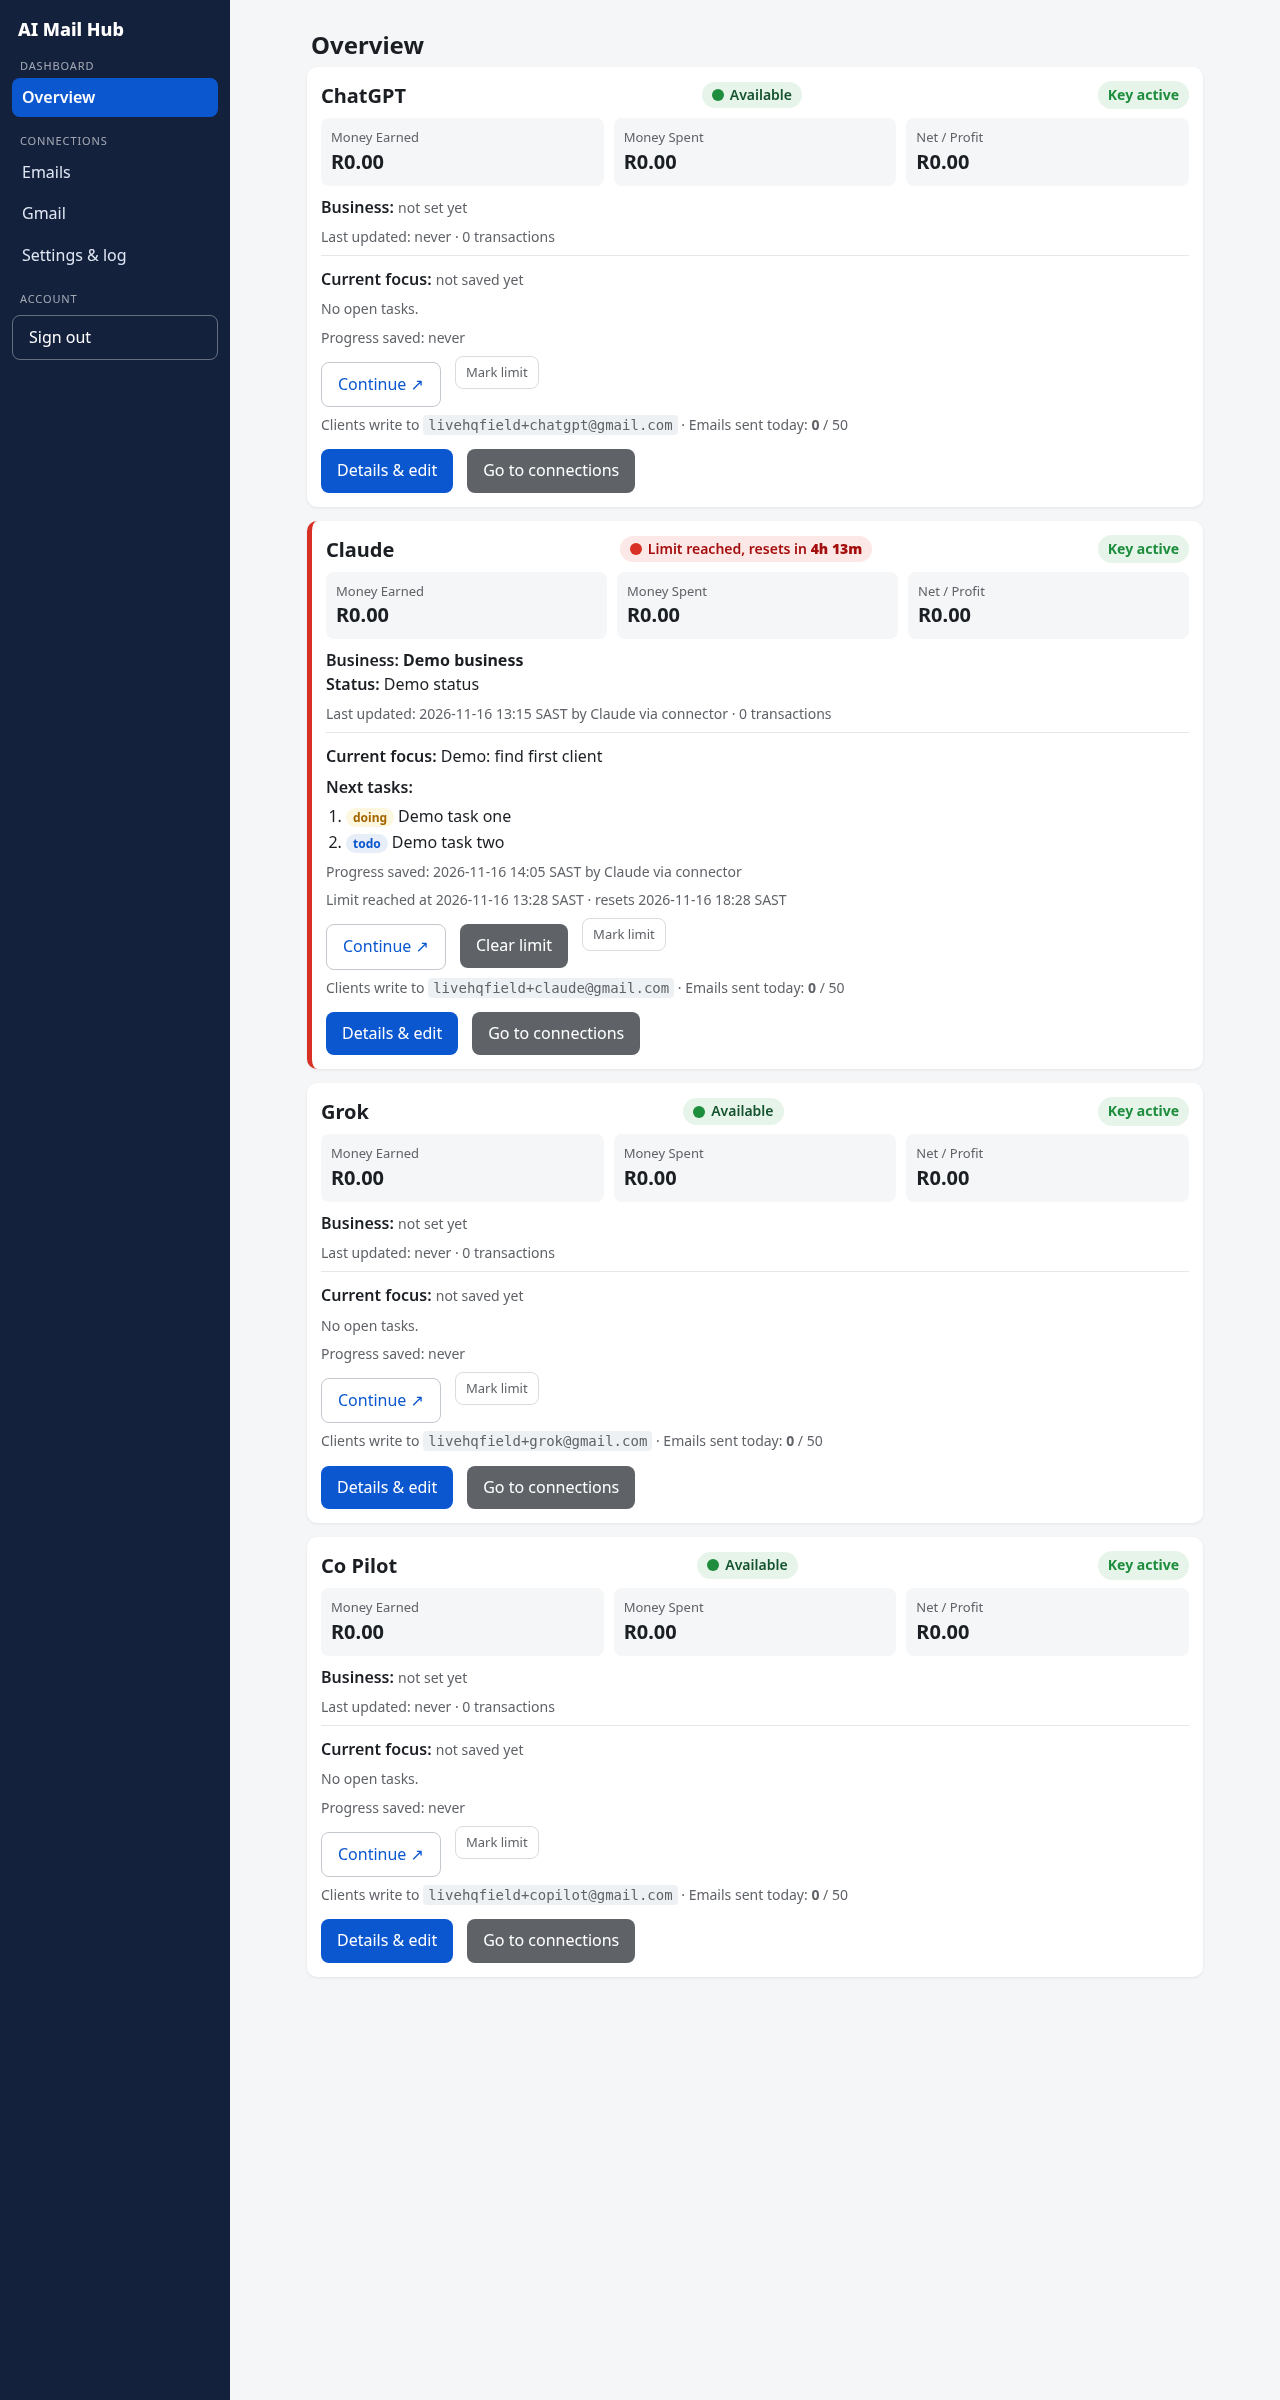 AI Mail Hub
DASHBOARD
Overview
CONNECTIONS
Emails
Gmail
Settings & log
ACCOUNT
Sign out
Overview
ChatGPT
Available
Key active
Money Earned
R0.00
Money Spent
R0.00
Net / Profit
R0.00
Business: not set yet
Last updated: never · 0 transactions
Current focus: not saved yet
No open tasks.
Progress saved: never
Continue ↗
Mark limit
Clients write to livehqfield+chatgpt@gmail.com · Emails sent today: 0 / 50
Details & edit
Go to connections
Claude
Limit reached, resets in 4h 13m
Key active
Money Earned
R0.00
Money Spent
R0.00
Net / Profit
R0.00
Business: Demo business
Status: Demo status
Last updated: 2026-11-16 13:15 SAST by Claude via connector · 0 transactions
Current focus: Demo: find first client
Next tasks:
1. doing Demo task one
2. todo Demo task two
Progress saved: 2026-11-16 14:05 SAST by Claude via connector
Limit reached at 2026-11-16 13:28 SAST · resets 2026-11-16 18:28 SAST
Continue ↗
Clear limit
Mark limit
Clients write to livehqfield+claude@gmail.com · Emails sent today: 0 / 50
Details & edit
Go to connections
Grok
Available
Key active
Money Earned
R0.00
Money Spent
R0.00
Net / Profit
R0.00
Business: not set yet
Last updated: never · 0 transactions
Current focus: not saved yet
No open tasks.
Progress saved: never
Continue ↗
Mark limit
Clients write to livehqfield+grok@gmail.com · Emails sent today: 0 / 50
Details & edit
Go to connections
Co Pilot
Available
Key active
Money Earned
R0.00
Money Spent
R0.00
Net / Profit
R0.00
Business: not set yet
Last updated: never · 0 transactions
Current focus: not saved yet
No open tasks.
Progress saved: never
Continue ↗
Mark limit
Clients write to livehqfield+copilot@gmail.com · Emails sent today: 0 / 50
Details & edit
Go to connections